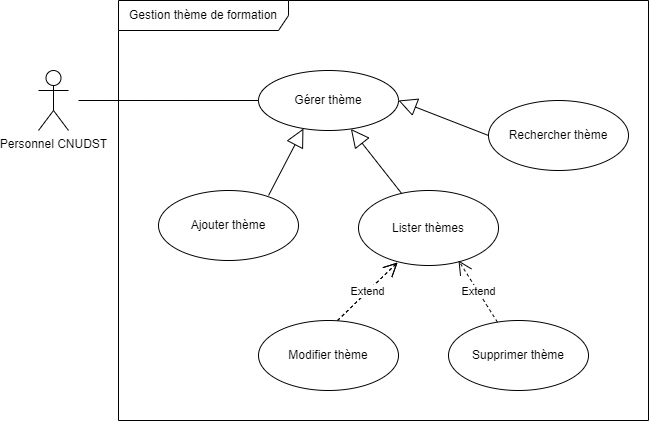 Gestion thème de formation
Gérer thème
Personnel CNUDST
Rechercher thème
Ajouter thème
Lister thèmes
Extend
Extend
Modifier thème
Supprimer thème